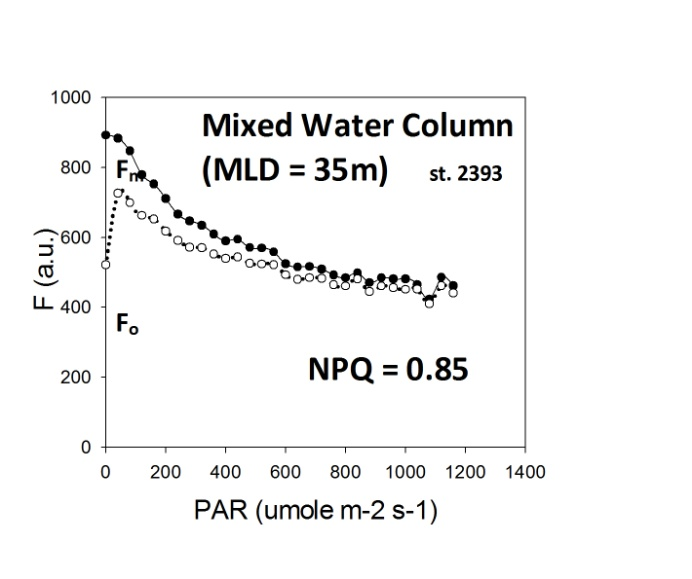 1000
Mixed Water Column
(MLD = 35m) st. 2393
800
Fm
600
F (a.u.)
400
Fo
NPQ = 0.85
200
0
0 200 400 600 800 1000 1200 1400
PAR (umole m-2 s-1)